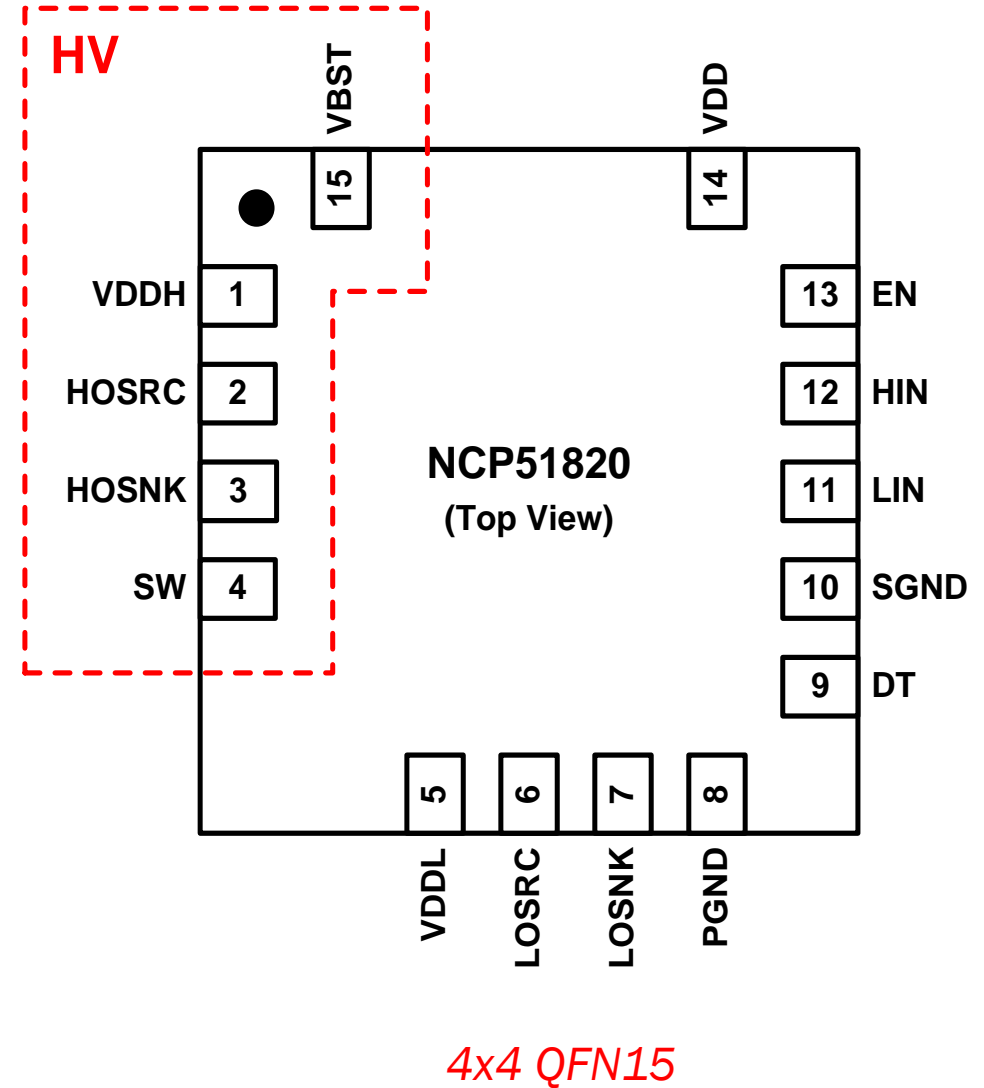 HV
VBST
VDD
15
14
VDDH 1
13 EN
HOSRC 2
12 HIN
NCP51820
(Top View)
HOSNK 3
11 LIN
SW 4
10 SGND
9 DT
5
6
7
8
VDDL
LOSRC
LOSNK
PGND
4x4 QFN15